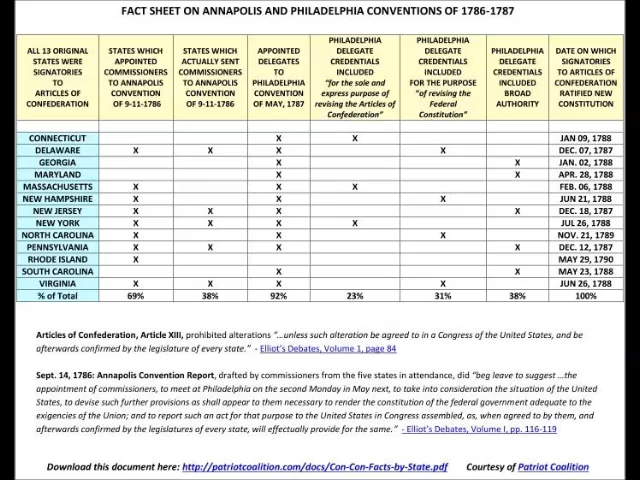 FACT SHEET ON ANNAPOLIS AND PHILADELPHIA CONVENTIONS OF 1786-1787
ALL 13 ORIGINAL STATES WERE SIGNATORIES TO ARTICLES OF CONFEDERATION | STATES WHICH APPOINTED COMMISSIONERS TO ANNAPOLIS CONVENTION OF 9-11-1786 | STATES WHICH ACTUALLY SENT COMMISSIONERS TO ANNAPOLIS CONVENTION OF 9-11-1786 | APPOINTED DELEGATES TO PHILADELPHIA CONVENTION OF MAY, 1787 | PHILADELPHIA DELEGATE CREDENTIALS INCLUDED "for the sole and express purpose of revising the Articles of Confederation" | PHILADELPHIA DELEGATE CREDENTIALS INCLUDED FOR THE PURPOSE "of revising the Federal Constitution" | PHILADELPHIA DELEGATE CREDENTIALS INCLUDED BROAD AUTHORITY | DATE ON WHICH SIGNATORIES TO ARTICLES OF CONFEDERATION RATIFIED NEW CONSTITUTION
CONNECTICUT | | | X | X | | | JAN 09, 1788
DELAWARE | X | X | X | | X | | DEC. 07, 1787
GEORGIA | | | X | | | X | JAN. 02, 1788
MARYLAND | | | X | | | X | APR. 28, 1788
MASSACHUSETTS | X | | X | X | | | FEB. 06, 1788
NEW HAMPSHIRE | X | | X | | X | | JUN 21, 1788
NEW JERSEY | X | X | X | | | X | DEC. 18, 1787
NEW YORK | X | X | X | X | | | JUL 26, 1788
NORTH CAROLINA | X | | X | | X | | NOV. 21, 1789
PENNSYLVANIA | X | X | X | | | X | DEC. 12, 1787
RHODE ISLAND | X | | | | | | MAY 29, 1790
SOUTH CAROLINA | | | X | | | X | MAY 23, 1788
VIRGINIA | X | X | X | | X | | JUN 26, 1788
% of Total | 69% | 38% | 92% | 23% | 31% | 38% | 100%
Articles of Confederation, Article XIII, prohibited alterations "…unless such alteration be agreed to in a Congress of the United States, and be
afterwards confirmed by the legislature of every state." - Elliot's Debates, Volume 1, page 84
Sept. 14, 1786: Annapolis Convention Report, drafted by commissioners from the five states in attendance, did "beg leave to suggest …the
appointment of commissioners, to meet at Philadelphia on the second Monday in May next, to take into consideration the situation of the United
States, to devise such further provisions as shall appear to them necessary to render the constitution of the federal government adequate to the
exigencies of the Union; and to report such an act for that purpose to the United States in Congress assembled, as, when agreed to by them, and
afterwards confirmed by the legislatures of every state, will effectually provide for the same." - Elliot's Debates, Volume I, pp. 116-119
Download this document here: http://patriotcoalition.com/docs/Con-Con-Facts-by-State.pdf Courtesy of Patriot Coalition